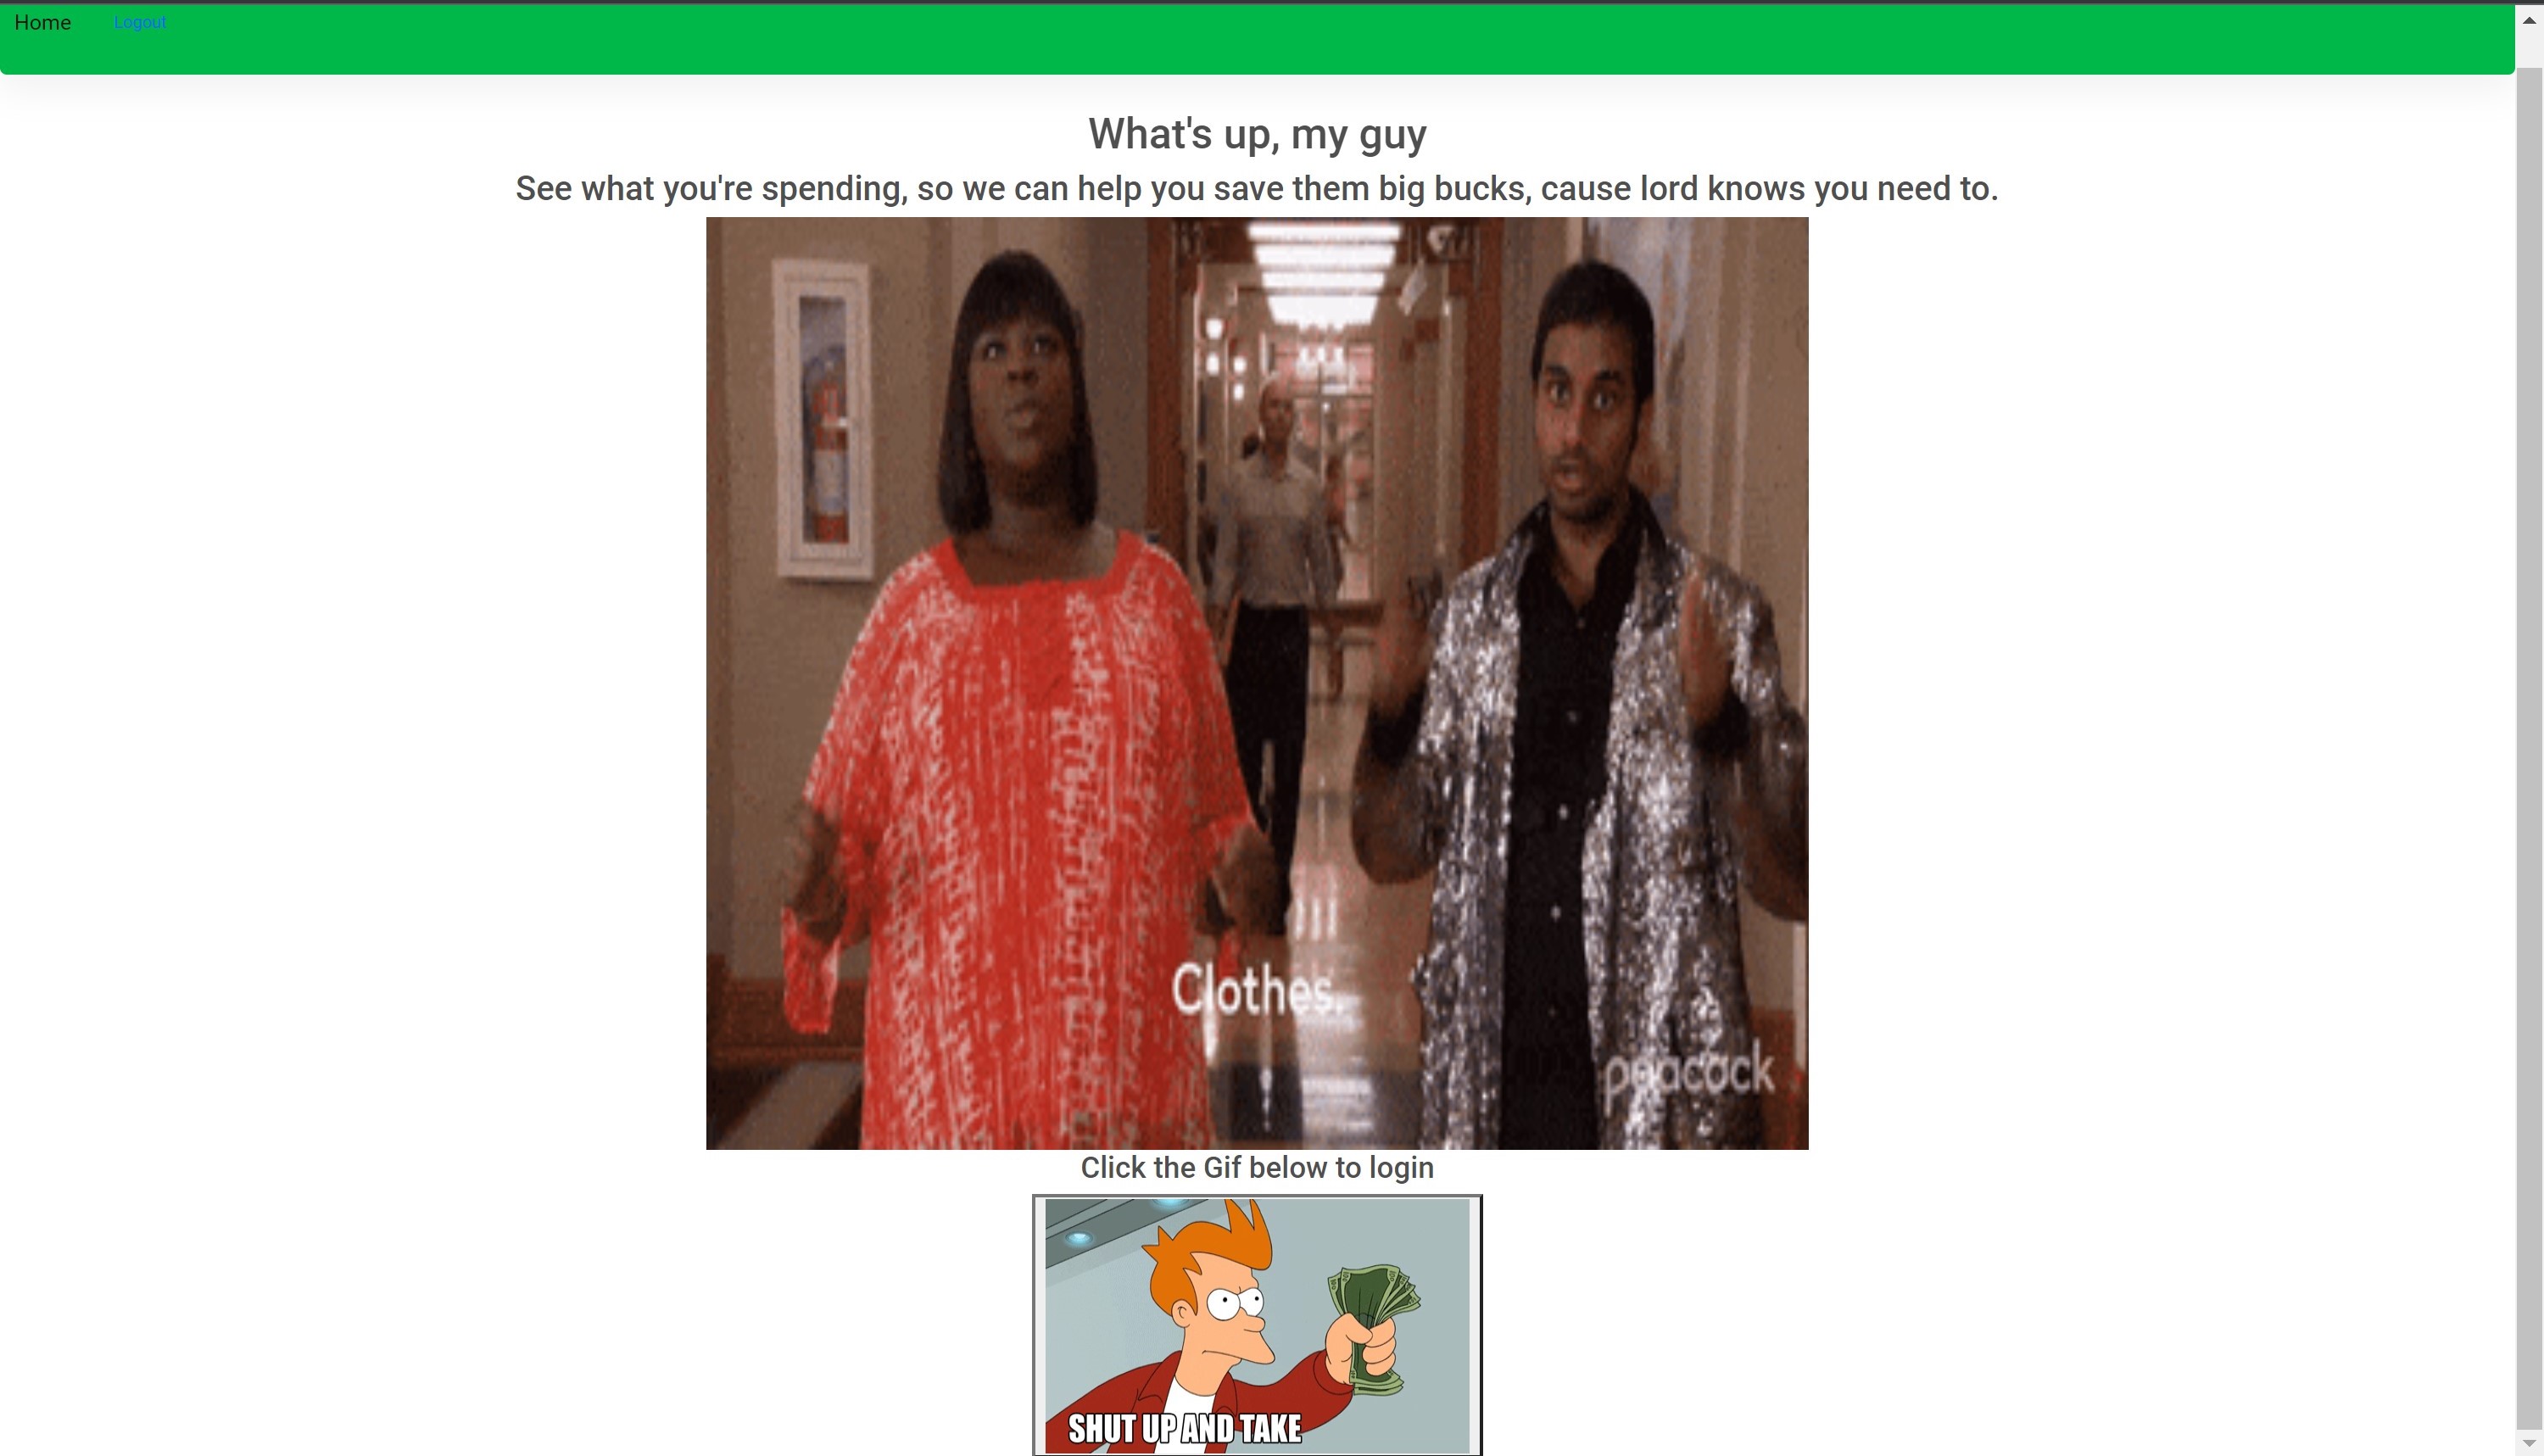 Home Logout
What's up, my guy
See what you're spending, so we can help you save them big bucks, cause lord knows you need to.
Clothes.
peacock
Click the Gif below to login
SHUT UP AND TAKE